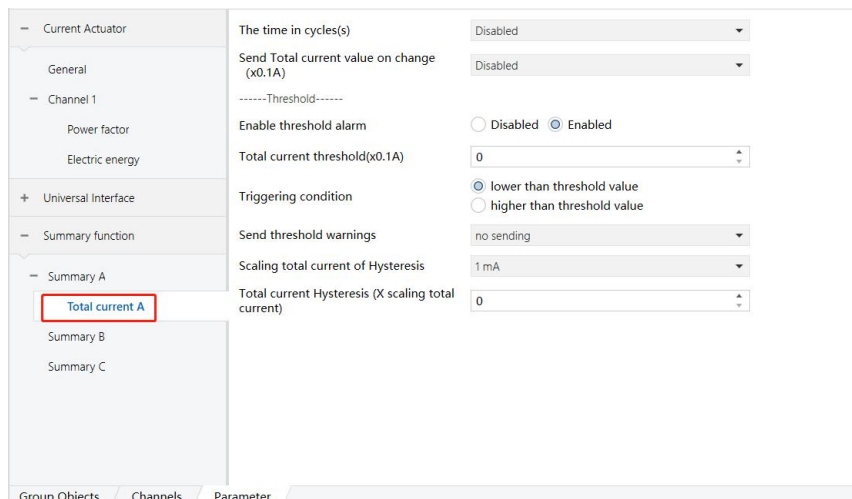 Current Actuator
General
Channel 1
Power factor
Electric energy
Universal Interface
Summary function
Summary A
Total current A
Summary B
Summary C
The time in cycles(s)
Disabled
Send Total current value on change
(x0.1A)
Disabled
------Threshold------
Enable threshold alarm
Disabled
Enabled
Total current threshold(x0.1A)
0
Triggering condition
lower than threshold value
higher than threshold value
Send threshold warnings
no sending
Scaling total current of Hysteresis
1 mA
Total current Hysteresis (X scaling total
current)
0
Group Objects
Channels
Parameter